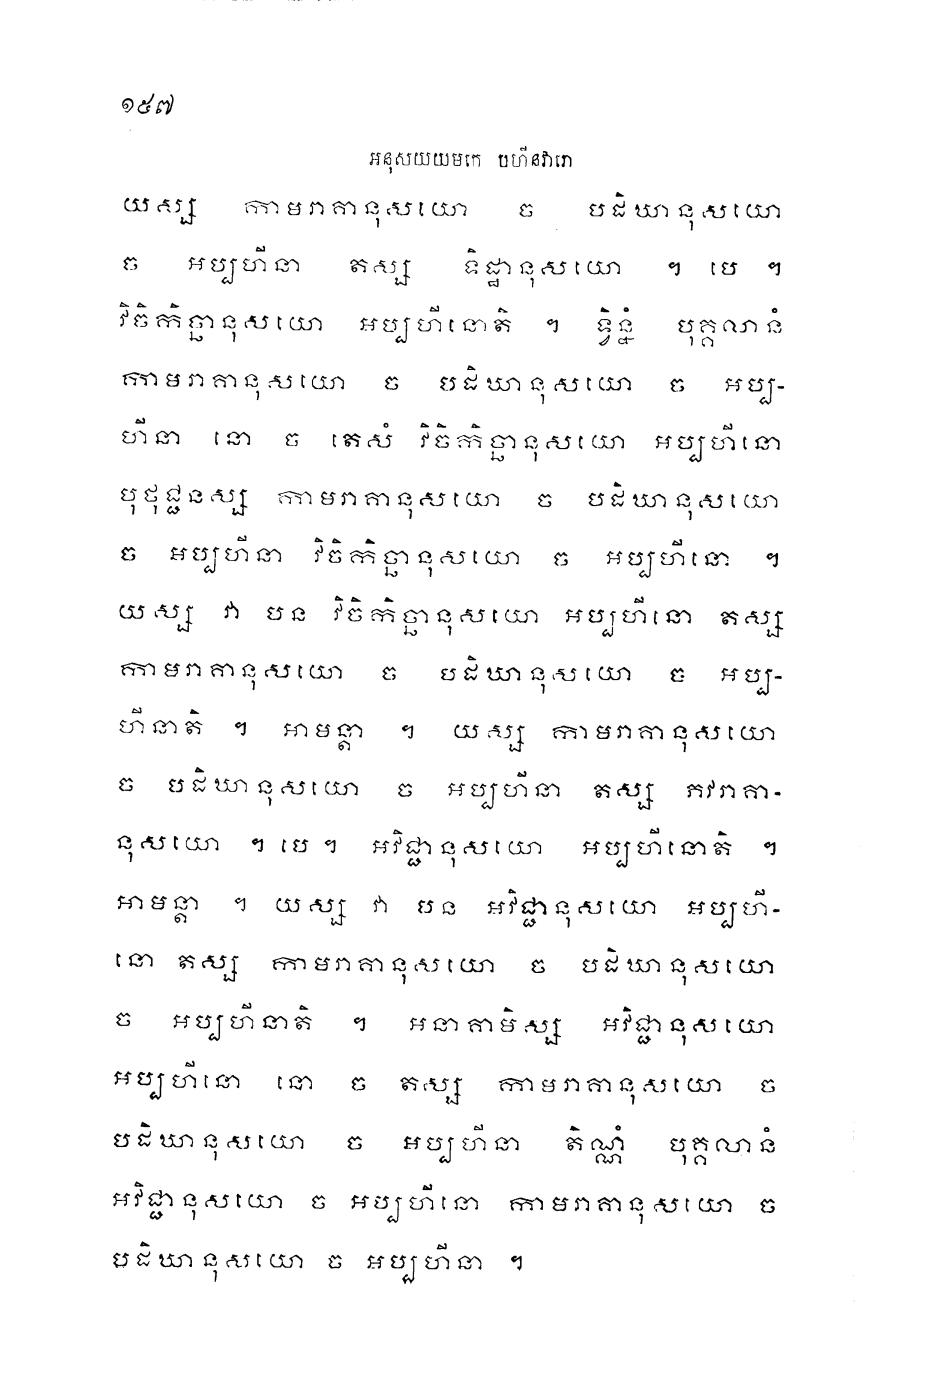 ១៥៧
អនុសយយមកេ បហីនវារោ
យស្ស កាមរាគានុសយោ ច បដិឃានុសយោ
ច អប្បហីនា តស្ស ទិដ្ឋានុសយោ ។ បេ ។
វិចិកិច្ឆានុសយោ អប្បហីនោតិ ។ ទ្វិន្នំ បុគ្គលានំ
កាមរាគានុសយោ ច បដិឃានុសយោ ច អប្ប-
ហីនា នោ ច តេសំ វិចិកិច្ឆានុសយោ អប្បហីនោ
បុថុជ្ជនស្ស កាមរាគានុសយោ ច បដិឃានុសយោ
ច អប្បហីនា វិចិកិច្ឆានុសយោ ច អប្បហីនោ ។
យស្ស វា បន វិចិកិច្ឆានុសយោ អប្បហីនោ តស្ស
កាមរាគានុសយោ ច បដិឃានុសយោ ច អប្ប-
ហីនាតិ ។ អាមន្តា ។ យស្ស កាមរាគានុសយោ
ច បដិឃានុសយោ ច អប្បហីនា តស្ស ភវរាគា-
នុសយោ ។ បេ ។ អវិជ្ជានុសយោ អប្បហីនោតិ ។
អាមន្តា ។ យស្ស វា បន អវិជ្ជានុសយោ អប្បហី-
នោ តស្ស កាមរាគានុសយោ ច បដិឃានុសយោ
ច អប្បហីនាតិ ។ អនាគាមិស្ស អវិជ្ជានុសយោ
អប្បហីនោ នោ ច តស្ស កាមរាគានុសយោ ច
បដិឃានុសយោ ច អប្បហីនា តិណ្ណំ បុគ្គលានំ
អវិជ្ជានុសយោ ច អប្បហីនោ កាមរាគានុសយោ ច
បដិឃានុសយោ ច អប្បហីនា ។